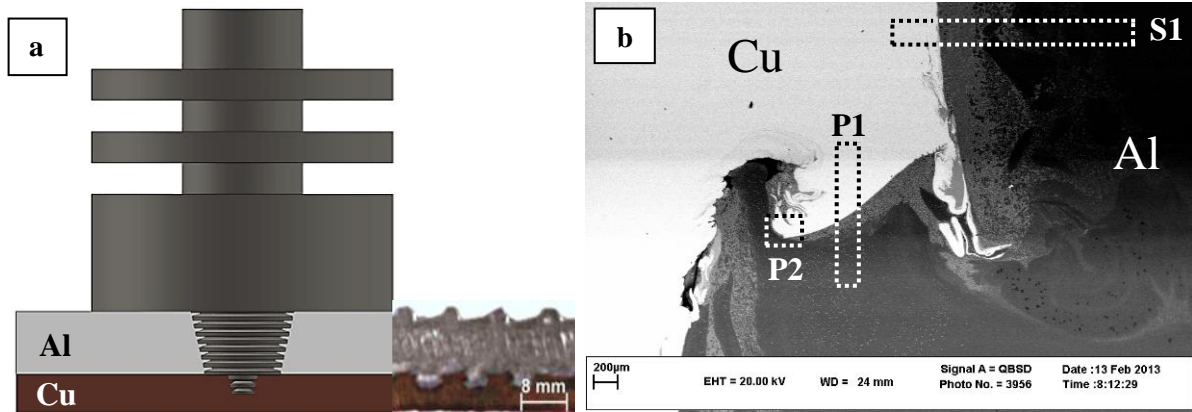 a
Al
Cu
8 mm
b
Cu
S1
P1
Al
P2
200µm
EHT = 20.00 kV
WD = 24 mm
Signal A = QBSD
Photo No. = 3956
Date :13 Feb 2013
Time :8:12:29